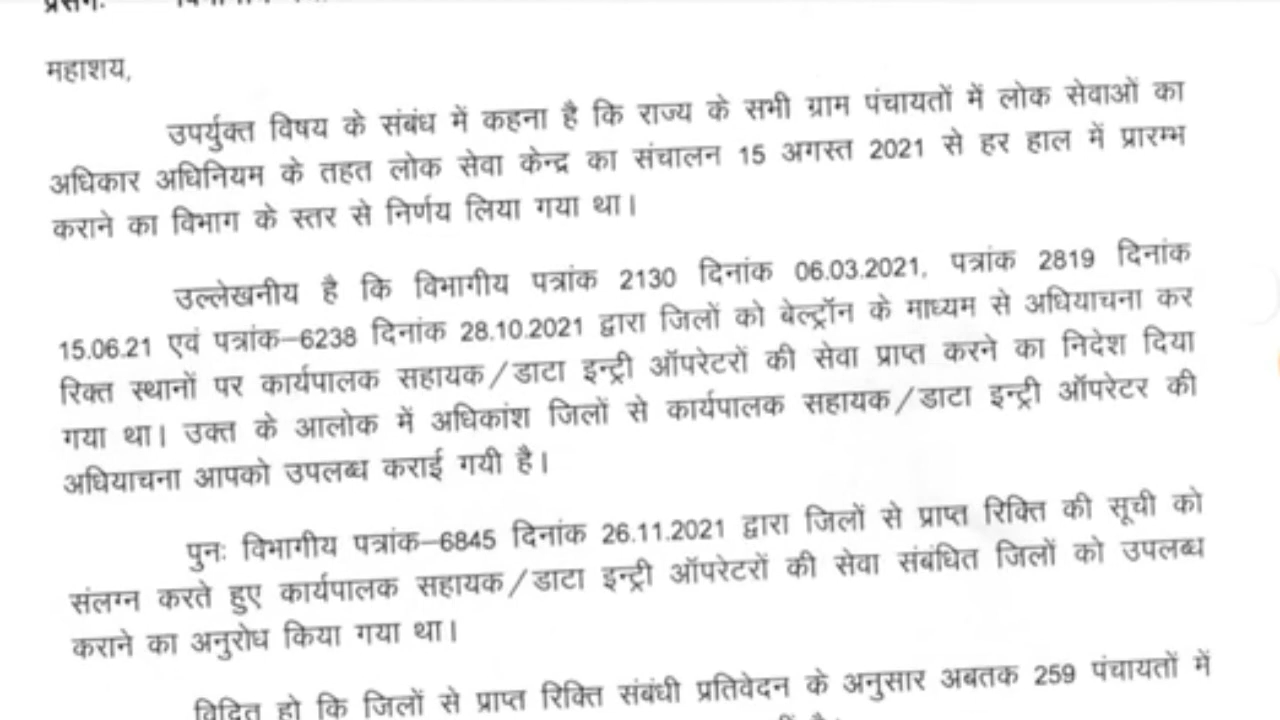 महाशय,
उपर्युक्त विषय के संबंध में कहना है कि राज्य के सभी ग्राम पंचायतों में लोक सेवाओं का
अधिकार अधिनियम के तहत लोक सेवा केन्द्र का संचालन 15 अगस्त 2021 से हर हाल में प्रारम्भ
कराने का विभाग के स्तर से निर्णय लिया गया था।
उल्लेखनीय है कि विभागीय पत्रांक 2130 दिनांक 06.03.2021, पत्रांक 2819 दिनांक
15.06.21 एवं पत्रांक–6238 दिनांक 28.10.2021 द्वारा जिलों को बेल्ट्रॉन के माध्यम से अधियाचना कर
रिक्त स्थानों पर कार्यपालक सहायक/डाटा इन्ट्री ऑपरेटरों की सेवा प्राप्त करने का निदेश दिया
गया था। उक्त के आलोक में अधिकांश जिलों से कार्यपालक सहायक/डाटा इन्ट्री ऑपरेटर की
अधियाचना आपको उपलब्ध कराई गयी है।
पुनः विभागीय पत्रांक–6845 दिनांक 26.11.2021 द्वारा जिलों से प्राप्त रिक्ति की सूची को
संलग्न करते हुए कार्यपालक सहायक/डाटा इन्ट्री ऑपरेटरों की सेवा संबंधित जिलों को उपलब्ध
कराने का अनुरोध किया गया था।
विदित हो कि जिलों से प्राप्त रिक्ति संबंधी प्रतिवेदन के अनुसार अबतक 259 पंचायतों में